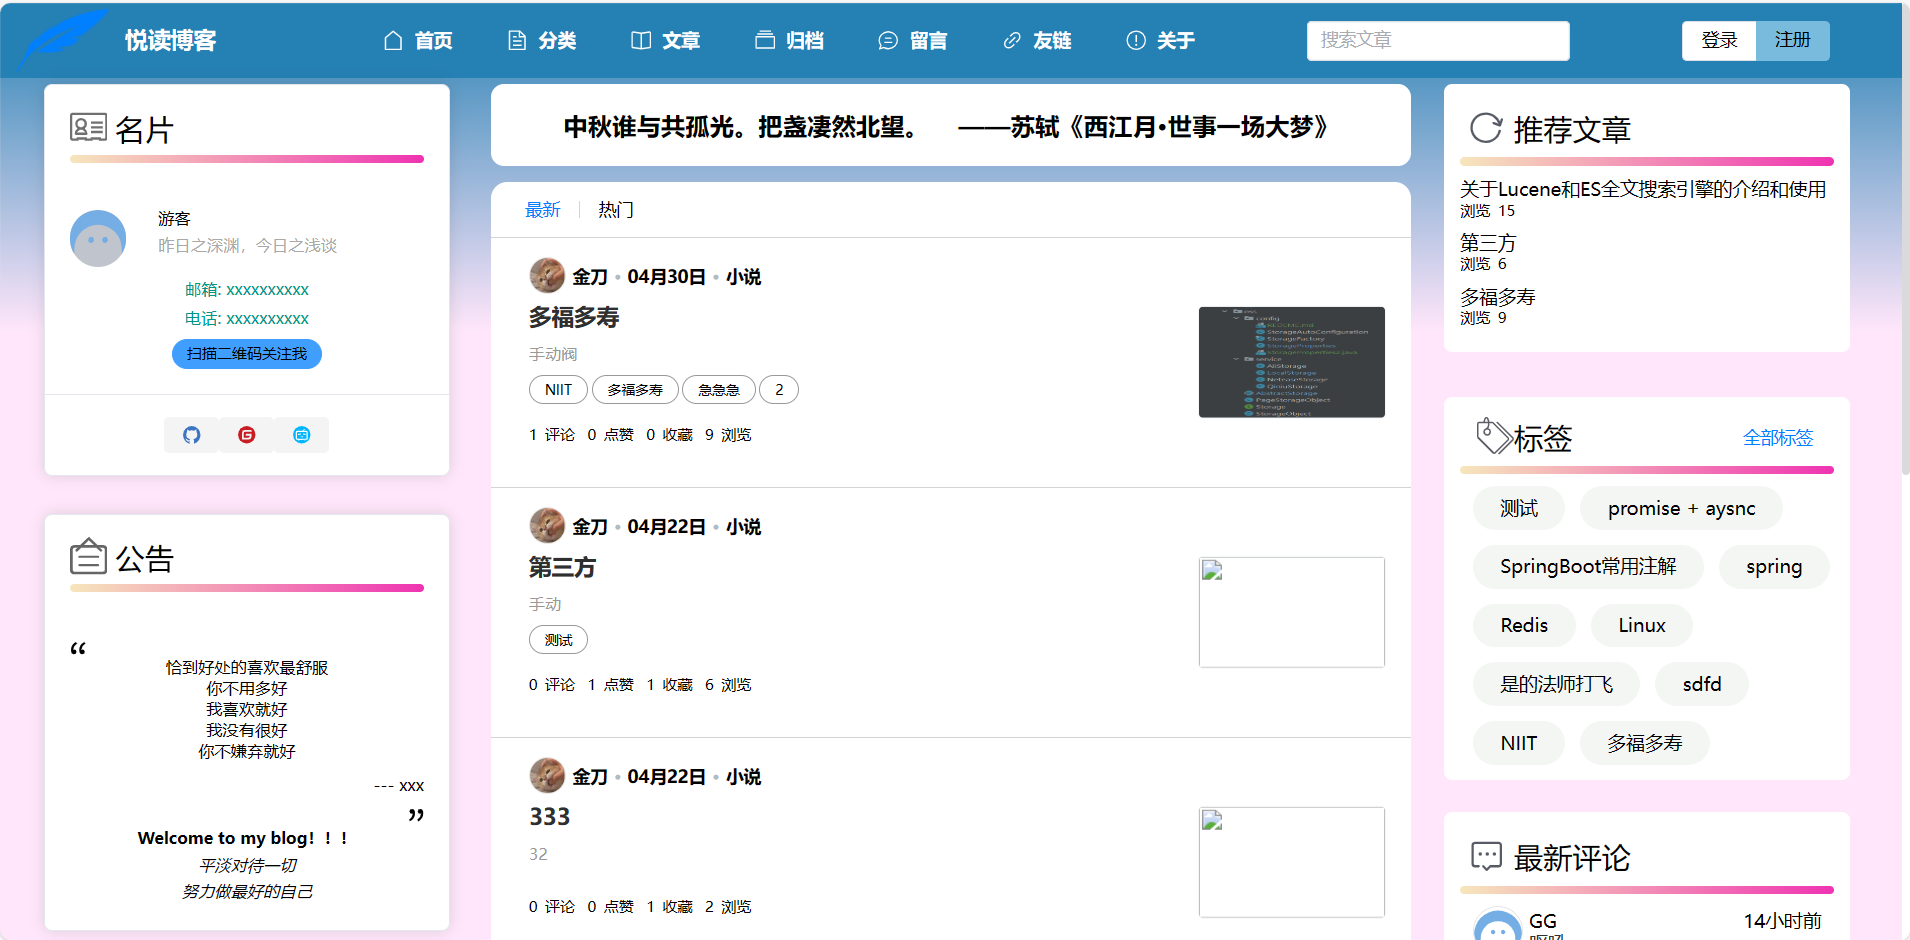 悦读博客
首页
分类
文章
归档
留言
友链
关于
搜索文章
登录
注册
名片
游客
昨日之深渊，今日之浅谈
邮箱: xxxxxxxxxx
电话: xxxxxxxxxx
扫描二维码关注我
公告
“
恰到好处的喜欢最舒服
你不用多好
我喜欢就好
我没有很好
你不嫌弃就好
--- xxx
”
Welcome to my blog！！！
平淡对待一切
努力做最好的自己
中秋谁与共孤光。把盏凄然北望。 ——苏轼《西江月•世事一场大梦》
最新 热门
金刀 • 04月30日 • 小说
多福多寿
手动阀
NIIT 多福多寿 急急急 2
1 评论 0 点赞 0 收藏 9 浏览
config
StorageAutoConfiguration
StorageFactory
StorageProperties
service
AliStorage
LocalStorage
NeteaseStorage
QiniuStorage
AbstractStorage
PageStorageObject
Storage
StorageObject
金刀 • 04月22日 • 小说
第三方
手动
测试
0 评论 1 点赞 1 收藏 6 浏览
金刀 • 04月22日 • 小说
333
32
0 评论 0 点赞 1 收藏 2 浏览
推荐文章
关于Lucene和ES全文搜索引擎的介绍和使用
浏览 15
第三方
浏览 6
多福多寿
浏览 9
标签 全部标签
测试 promise + aysnc
SpringBoot常用注解 spring
Redis Linux
是的法师打飞 sdfd
NIIT 多福多寿
最新评论
GG 14小时前